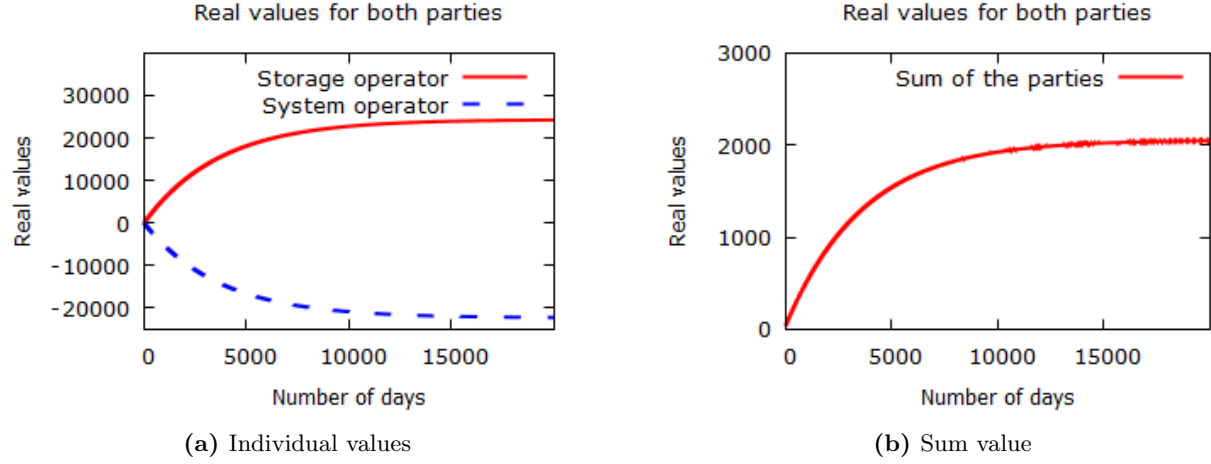 Real values for both parties
Storage operator
System operator
30000
20000
10000
0
-10000
-20000
Real values
0 5000 10000 15000
Number of days
(a) Individual values
Real values for both parties
Sum of the parties
3000
2000
1000
0
Real values
0 5000 10000 15000
Number of days
(b) Sum value